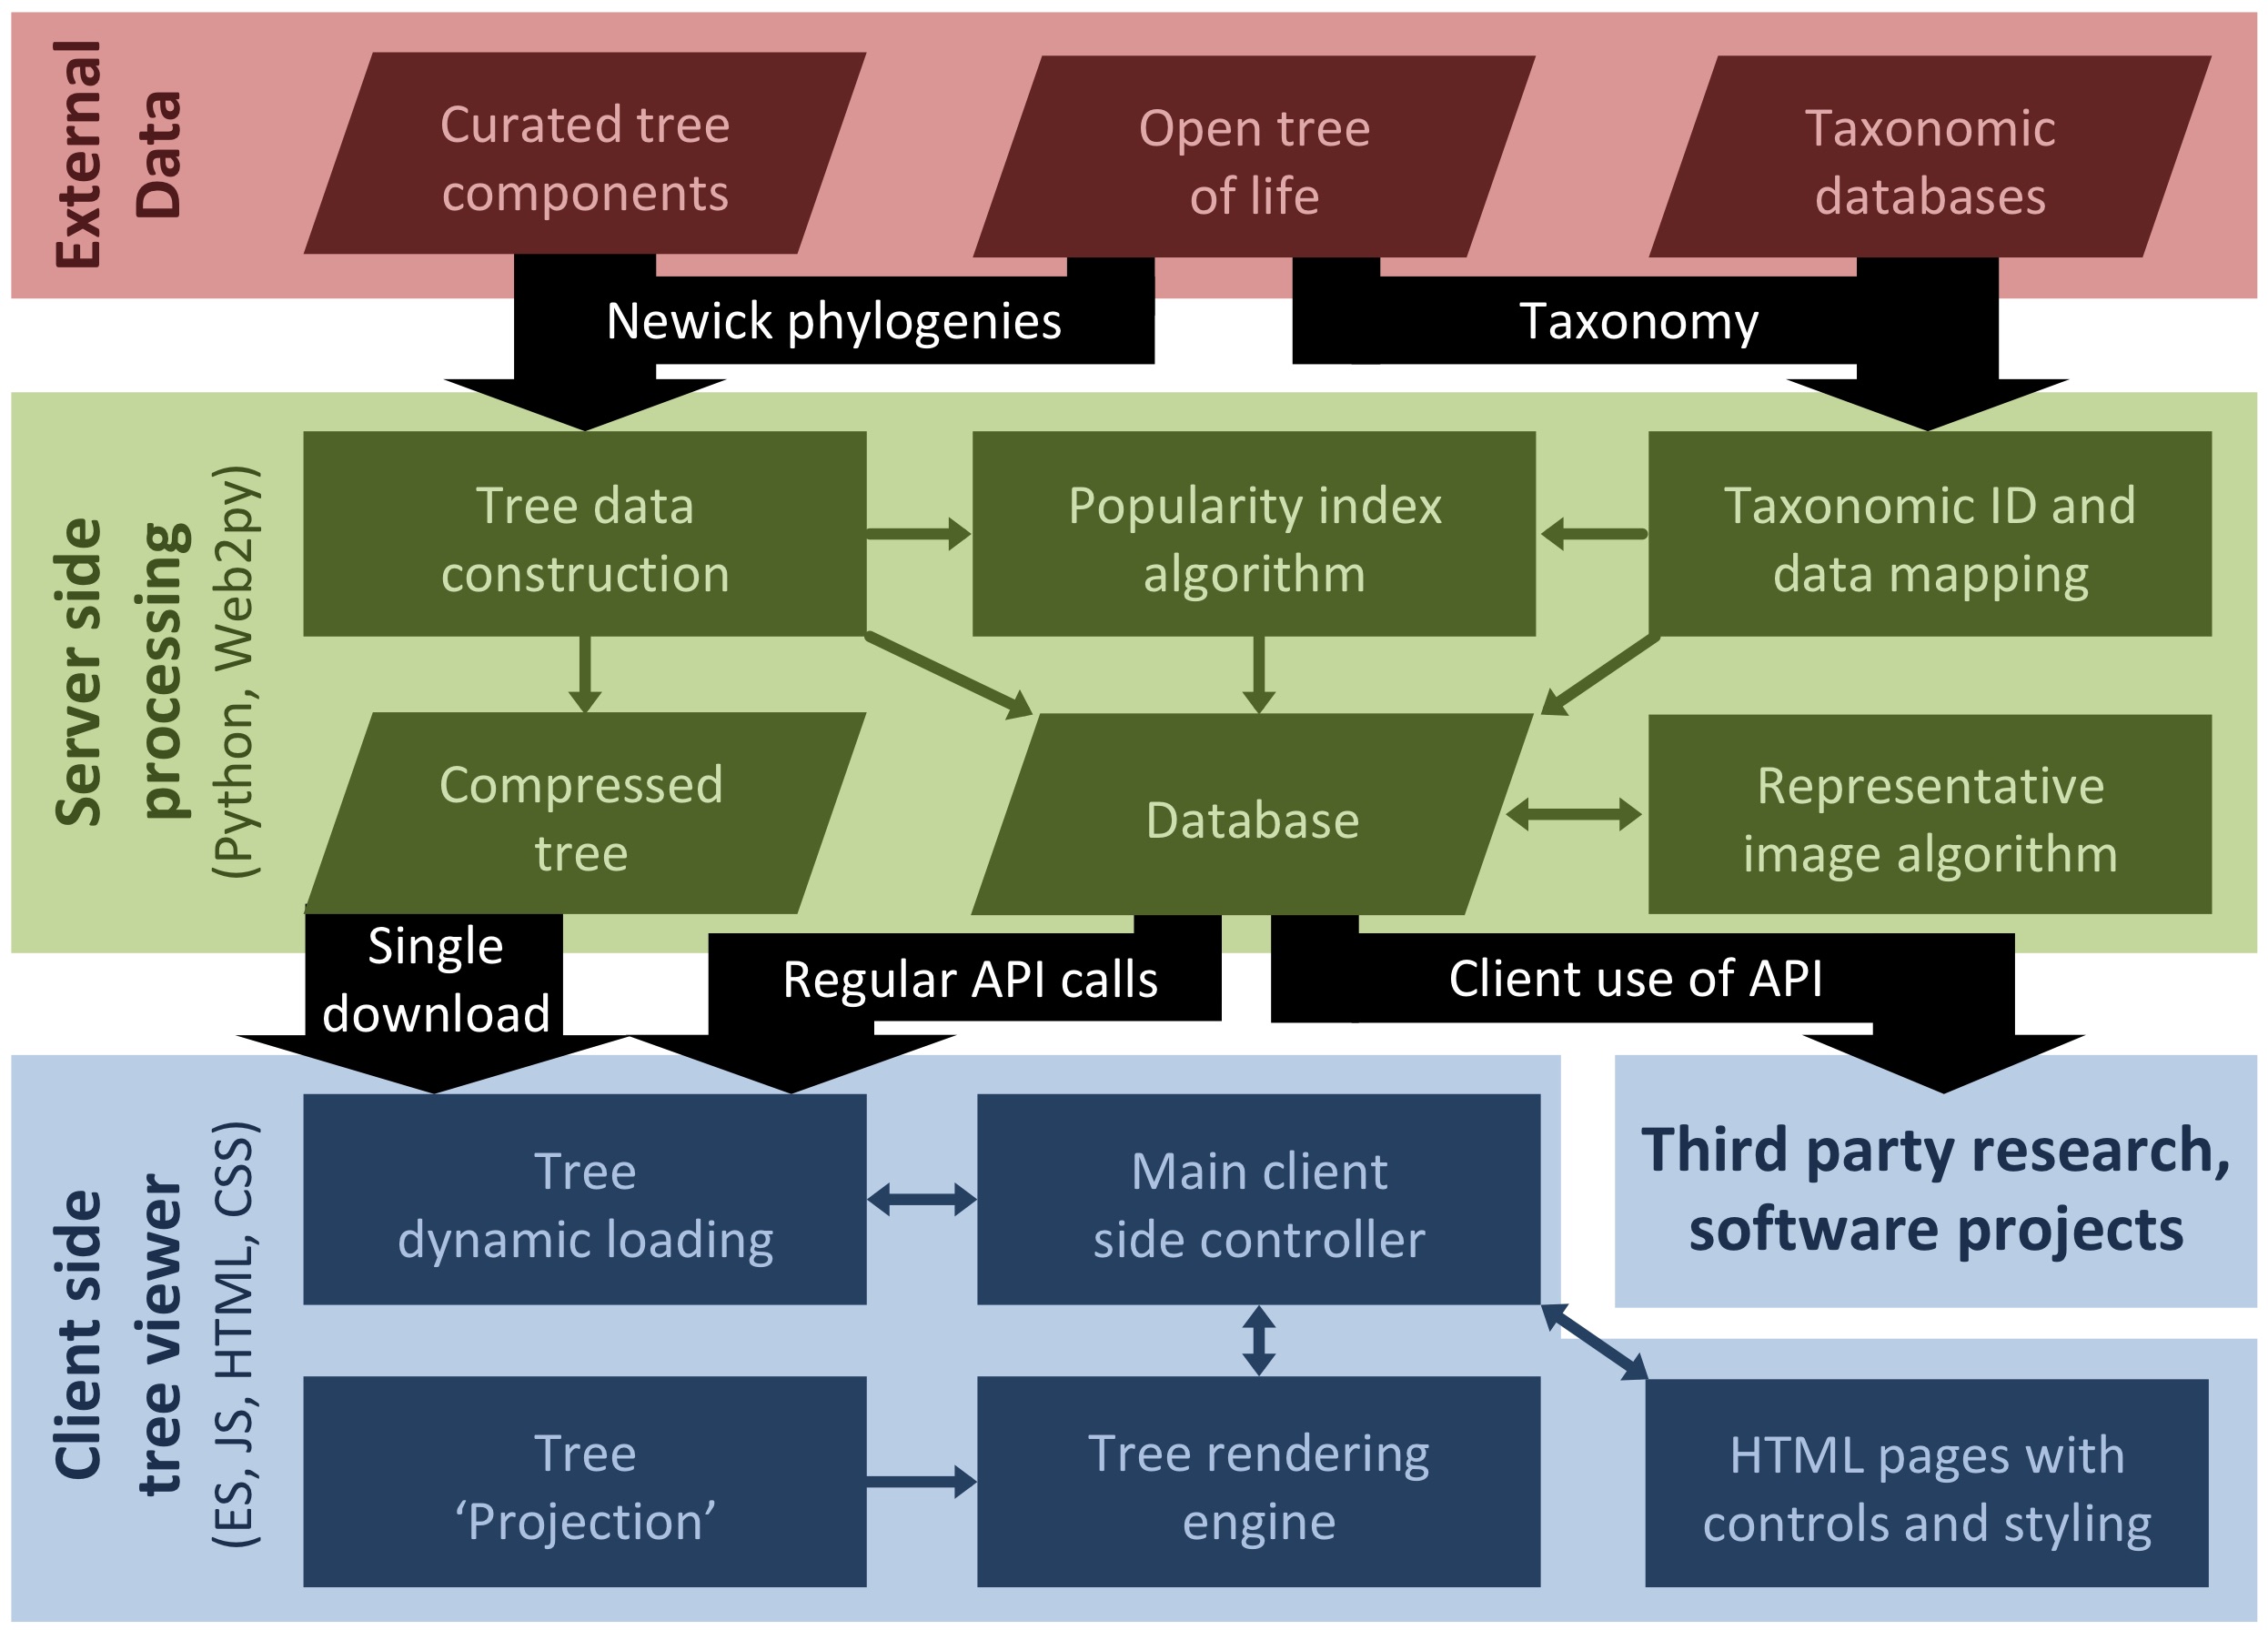 External
Data
Curated tree
components
Open tree
of life
Taxonomic
databases
Newick phylogenies
Taxonomy
Server side
processing
(Python, Web2py)
Tree data
construction
Popularity index
algorithm
Taxonomic ID and
data mapping
Compressed
tree
Database
Representative
image algorithm
Single
download
Regular API calls
Client use of API
Client side
tree viewer
(ES, JS, HTML, CSS)
Tree
dynamic loading
Main client
side controller
Third party research,
software projects
Tree
‘Projection’
Tree rendering
engine
HTML pages with
controls and styling